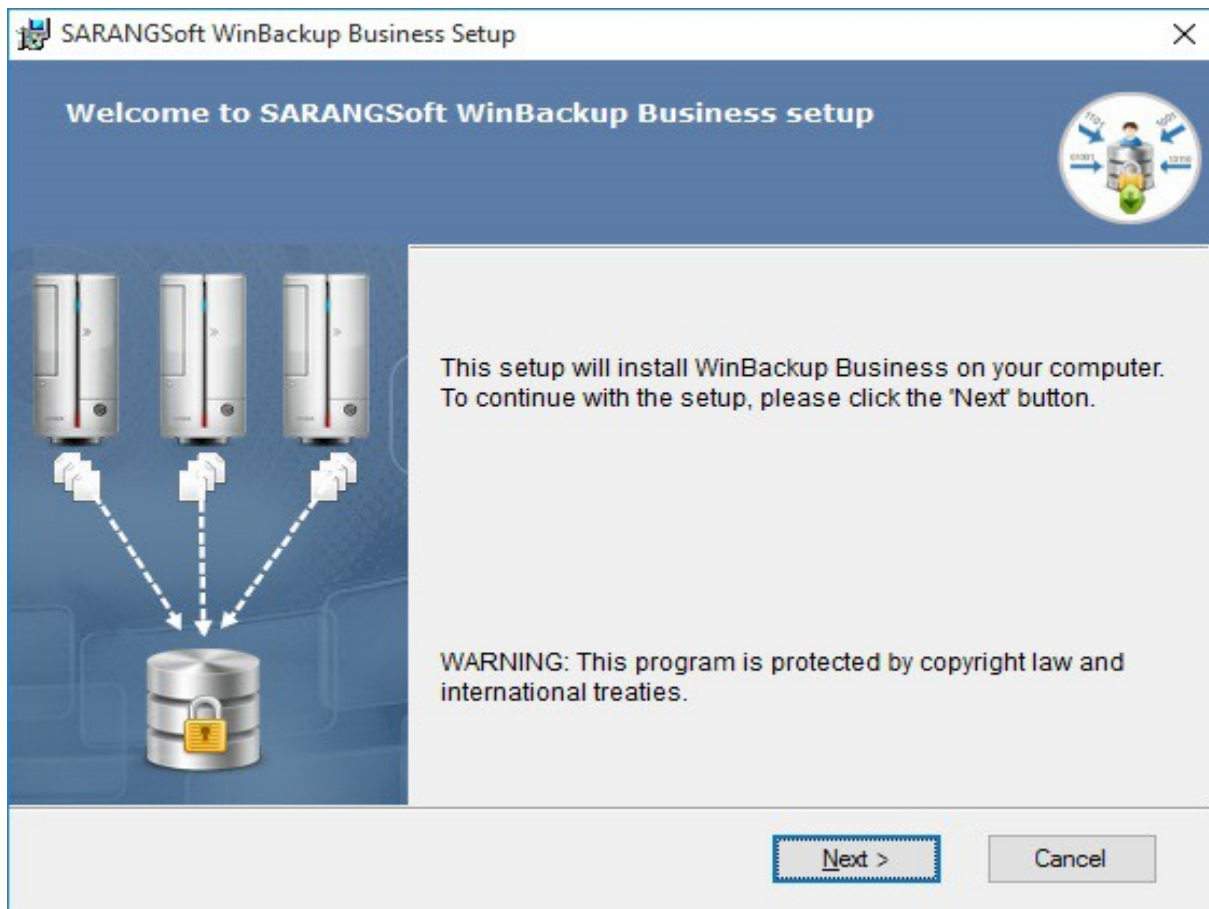 SARANGSoft WinBackup Business Setup
Welcome to SARANGSoft WinBackup Business setup
This setup will install WinBackup Business on your computer.
To continue with the setup, please click the 'Next' button.
WARNING: This program is protected by copyright law and
international treaties.
Next >
Cancel